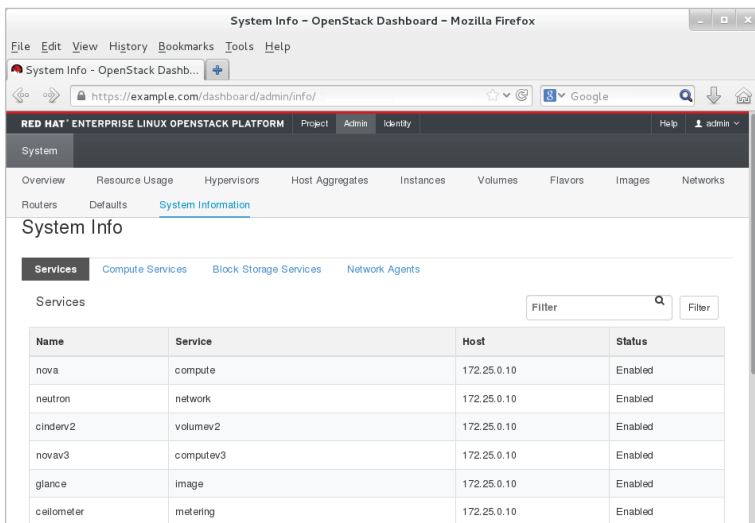 System Info - OpenStack Dashboard - Mozilla Firefox
File Edit View History Bookmarks Tools Help
System Info - OpenStack Dashb...
https://example.com/dashboard/admin/info/ Google
RED HAT® ENTERPRISE LINUX OPENSTACK PLATFORM Project Admin Identity Help admin
System
Overview Resource Usage Hypervisors Host Aggregates Instances Volumes Flavors Images Networks
Routers Defaults System Information
System Info
Services Compute Services Block Storage Services Network Agents
Services
Filter Filter
Name Service Host Status
nova compute 172.25.0.10 Enabled
neutron network 172.25.0.10 Enabled
cinderv2 volumev2 172.25.0.10 Enabled
novav3 computev3 172.25.0.10 Enabled
glance image 172.25.0.10 Enabled
ceilometer metering 172.25.0.10 Enabled